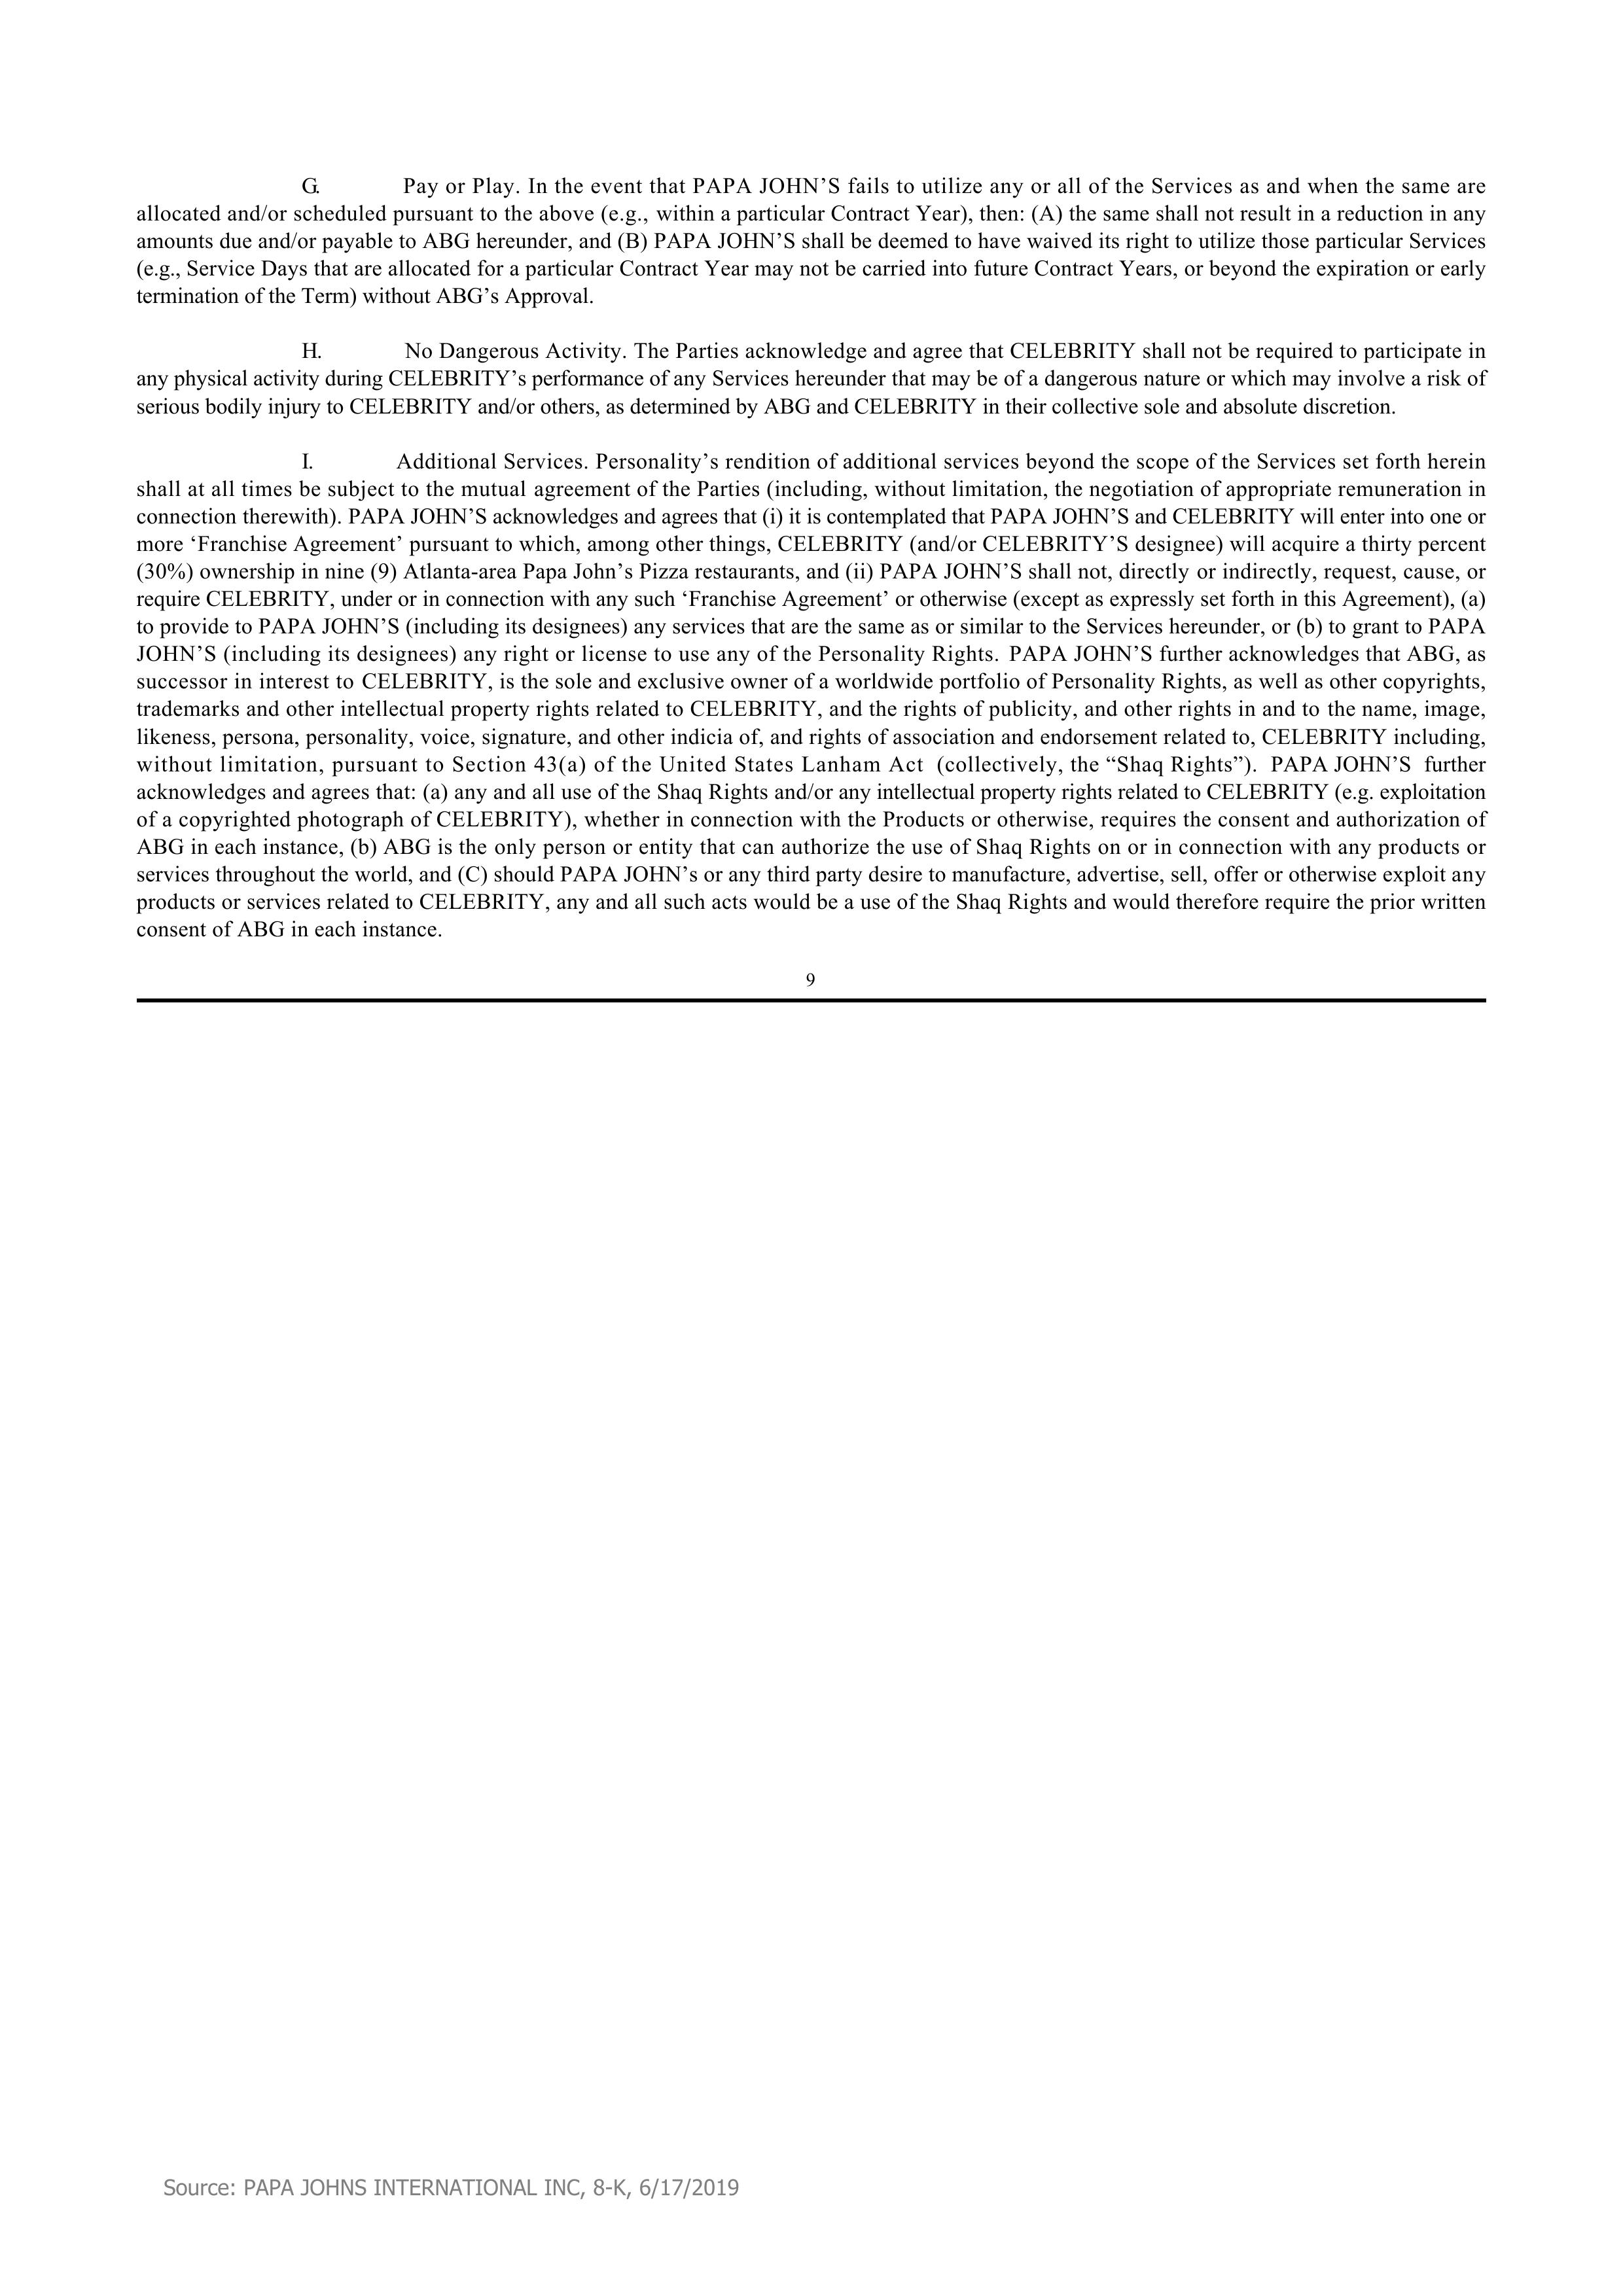 G. Pay or Play. In the event that PAPA JOHN’S fails to utilize any or all of the Services as and when the same are
allocated and/or scheduled pursuant to the above (e.g., within a particular Contract Year), then: (A) the same shall not result in a reduction in any
amounts due and/or payable to ABG hereunder, and (B) PAPA JOHN’S shall be deemed to have waived its right to utilize those particular Services
(e.g., Service Days that are allocated for a particular Contract Year may not be carried into future Contract Years, or beyond the expiration or early
termination of the Term) without ABG’s Approval.
H. No Dangerous Activity. The Parties acknowledge and agree that CELEBRITY shall not be required to participate in
any physical activity during CELEBRITY’s performance of any Services hereunder that may be of a dangerous nature or which may involve a risk of
serious bodily injury to CELEBRITY and/or others, as determined by ABG and CELEBRITY in their collective sole and absolute discretion.
I. Additional Services. Personality’s rendition of additional services beyond the scope of the Services set forth herein
shall at all times be subject to the mutual agreement of the Parties (including, without limitation, the negotiation of appropriate remuneration in
connection therewith). PAPA JOHN’S acknowledges and agrees that (i) it is contemplated that PAPA JOHN’S and CELEBRITY will enter into one or
more ‘Franchise Agreement’ pursuant to which, among other things, CELEBRITY (and/or CELEBRITY’S designee) will acquire a thirty percent
(30%) ownership in nine (9) Atlanta-area Papa John’s Pizza restaurants, and (ii) PAPA JOHN’S shall not, directly or indirectly, request, cause, or
require CELEBRITY, under or in connection with any such ‘Franchise Agreement’ or otherwise (except as expressly set forth in this Agreement), (a)
to provide to PAPA JOHN’S (including its designees) any services that are the same as or similar to the Services hereunder, or (b) to grant to PAPA
JOHN’S (including its designees) any right or license to use any of the Personality Rights. PAPA JOHN’S further acknowledges that ABG, as
successor in interest to CELEBRITY, is the sole and exclusive owner of a worldwide portfolio of Personality Rights, as well as other copyrights,
trademarks and other intellectual property rights related to CELEBRITY, and the rights of publicity, and other rights in and to the name, image,
likeness, persona, personality, voice, signature, and other indicia of, and rights of association and endorsement related to, CELEBRITY including,
without limitation, pursuant to Section 43(a) of the United States Lanham Act (collectively, the “Shaq Rights”). PAPA JOHN’S further
acknowledges and agrees that: (a) any and all use of the Shaq Rights and/or any intellectual property rights related to CELEBRITY (e.g. exploitation
of a copyrighted photograph of CELEBRITY), whether in connection with the Products or otherwise, requires the consent and authorization of
ABG in each instance, (b) ABG is the only person or entity that can authorize the use of Shaq Rights on or in connection with any products or
services throughout the world, and (C) should PAPA JOHN’s or any third party desire to manufacture, advertise, sell, offer or otherwise exploit any
products or services related to CELEBRITY, any and all such acts would be a use of the Shaq Rights and would therefore require the prior written
consent of ABG in each instance.
9
Source: PAPA JOHNS INTERNATIONAL INC, 8-K, 6/17/2019